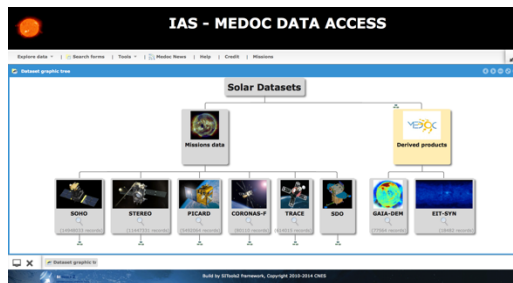 IAS - MEDOC DATA ACCESS
Explore data | Search forms | Tools | Medoc News | Help | Credit | Missions
Dataset graphic tree
Solar Datasets
MEDOC
Missions data
Derived products
SOHO
STEREO
PICARD
CORONAS-F
TRACE
SDO
GAIA-DEM
EIT-SYN
Dataset graphic tr
Build by SITools2 Framework, Copyright 2010-2014 CNES